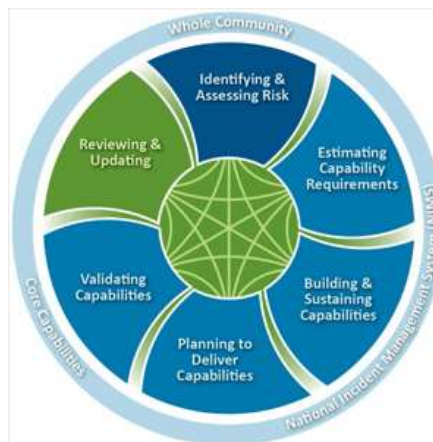 Whole Community
Identifying &
Assessing Risk
Estimating
Capability
Requirements
Building &
Sustaining
Capabilities
Planning to
Deliver
Capabilities
Validating
Capabilities
Reviewing &
Updating
National Incident Management System (NIMS)
Core Capabilities